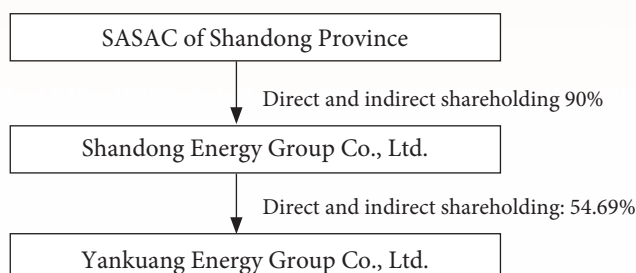 SASAC of Shandong Province
Direct and indirect shareholding 90%
Shandong Energy Group Co., Ltd.
Direct and indirect shareholding: 54.69%
Yankuang Energy Group Co., Ltd.